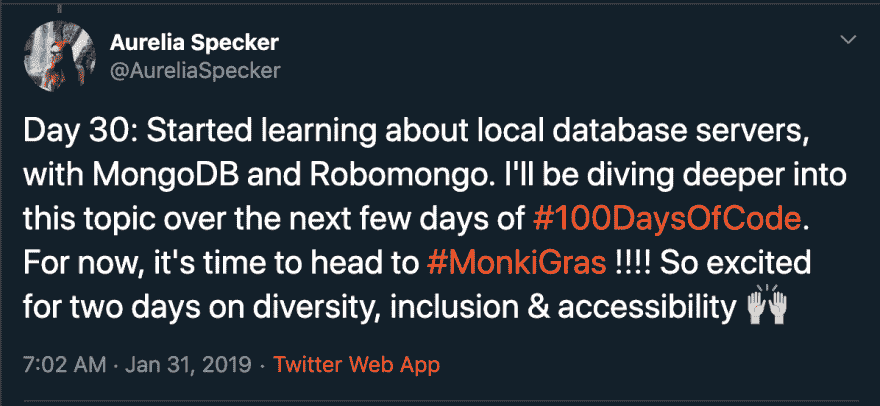 Aurelia Specker
@AureliaSpecker
Day 30: Started learning about local database servers,
with MongoDB and Robomongo. I'll be diving deeper into
this topic over the next few days of #100DaysOfCode.
For now, it's time to head to #MonkiGras !!!! So excited
for two days on diversity, inclusion & accessibility 🙌
7:02 AM · Jan 31, 2019 · Twitter Web App